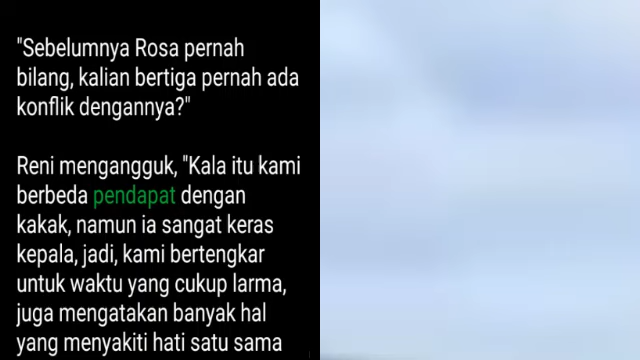 "Sebelumnya Rosa pernah
bilang, kalian bertiga pernah ada
konflik dengannya?"
Reni mengangguk, "Kala itu kami
berbeda pendapat dengan
kakak, namun ia sangat keras
kepala, jadi, kami bertengkar
untuk waktu yang cukup larma,
juga mengatakan banyak hal
yang menyakiti hati satu sama